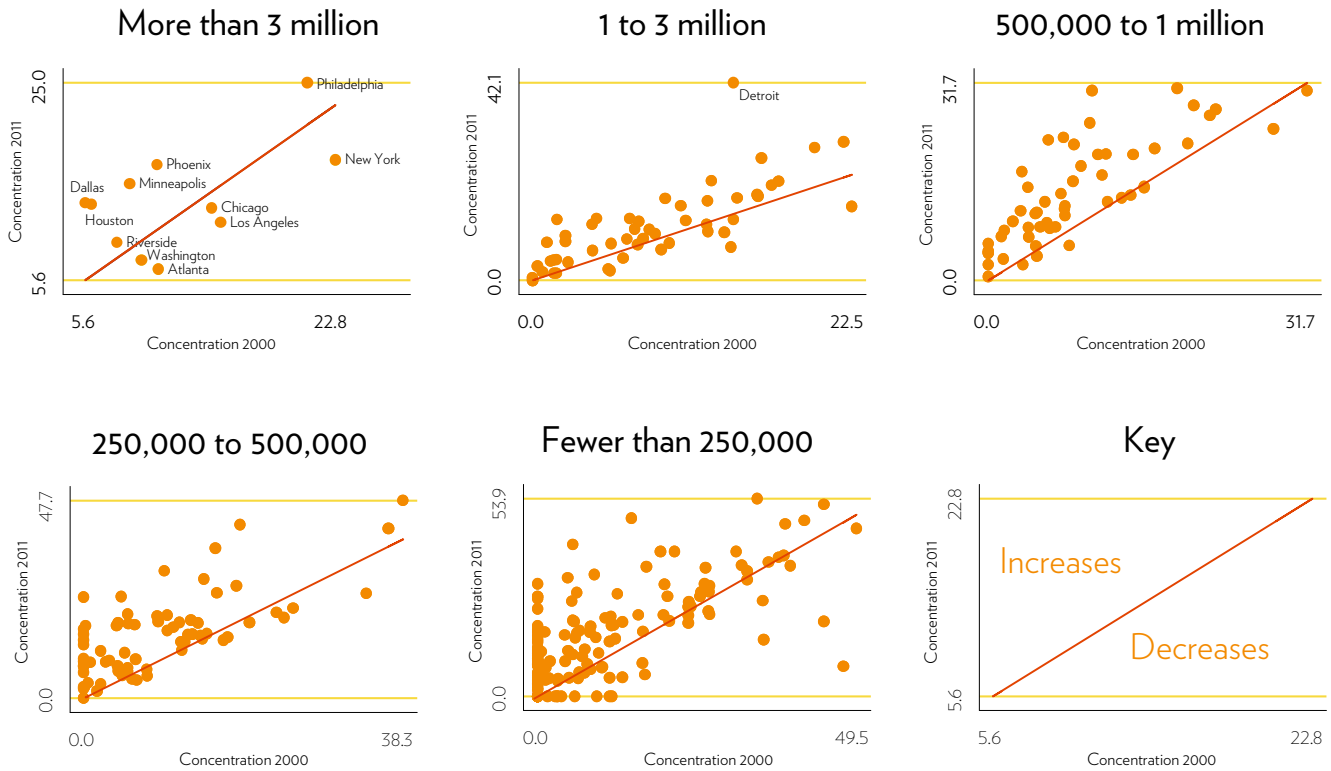 More than 3 million
25.0
5.6
Concentration 2011
Philadelphia
New York
Phoenix
Minneapolis
Dallas
Houston
Chicago
Los Angeles
Riverside
Washington
Atlanta
5.6
22.8
Concentration 2000
1 to 3 million
42.1
0.0
Concentration 2011
Detroit
0.0
22.5
Concentration 2000
500,000 to 1 million
31.7
0.0
Concentration 2011
0.0
31.7
Concentration 2000
250,000 to 500,000
47.7
0.0
Concentration 2011
0.0
38.3
Concentration 2000
Fewer than 250,000
53.9
0.0
Concentration 2011
0.0
49.5
Concentration 2000
Key
22.8
5.6
Concentration 2011
Increases
Decreases
5.6
22.8
Concentration 2000